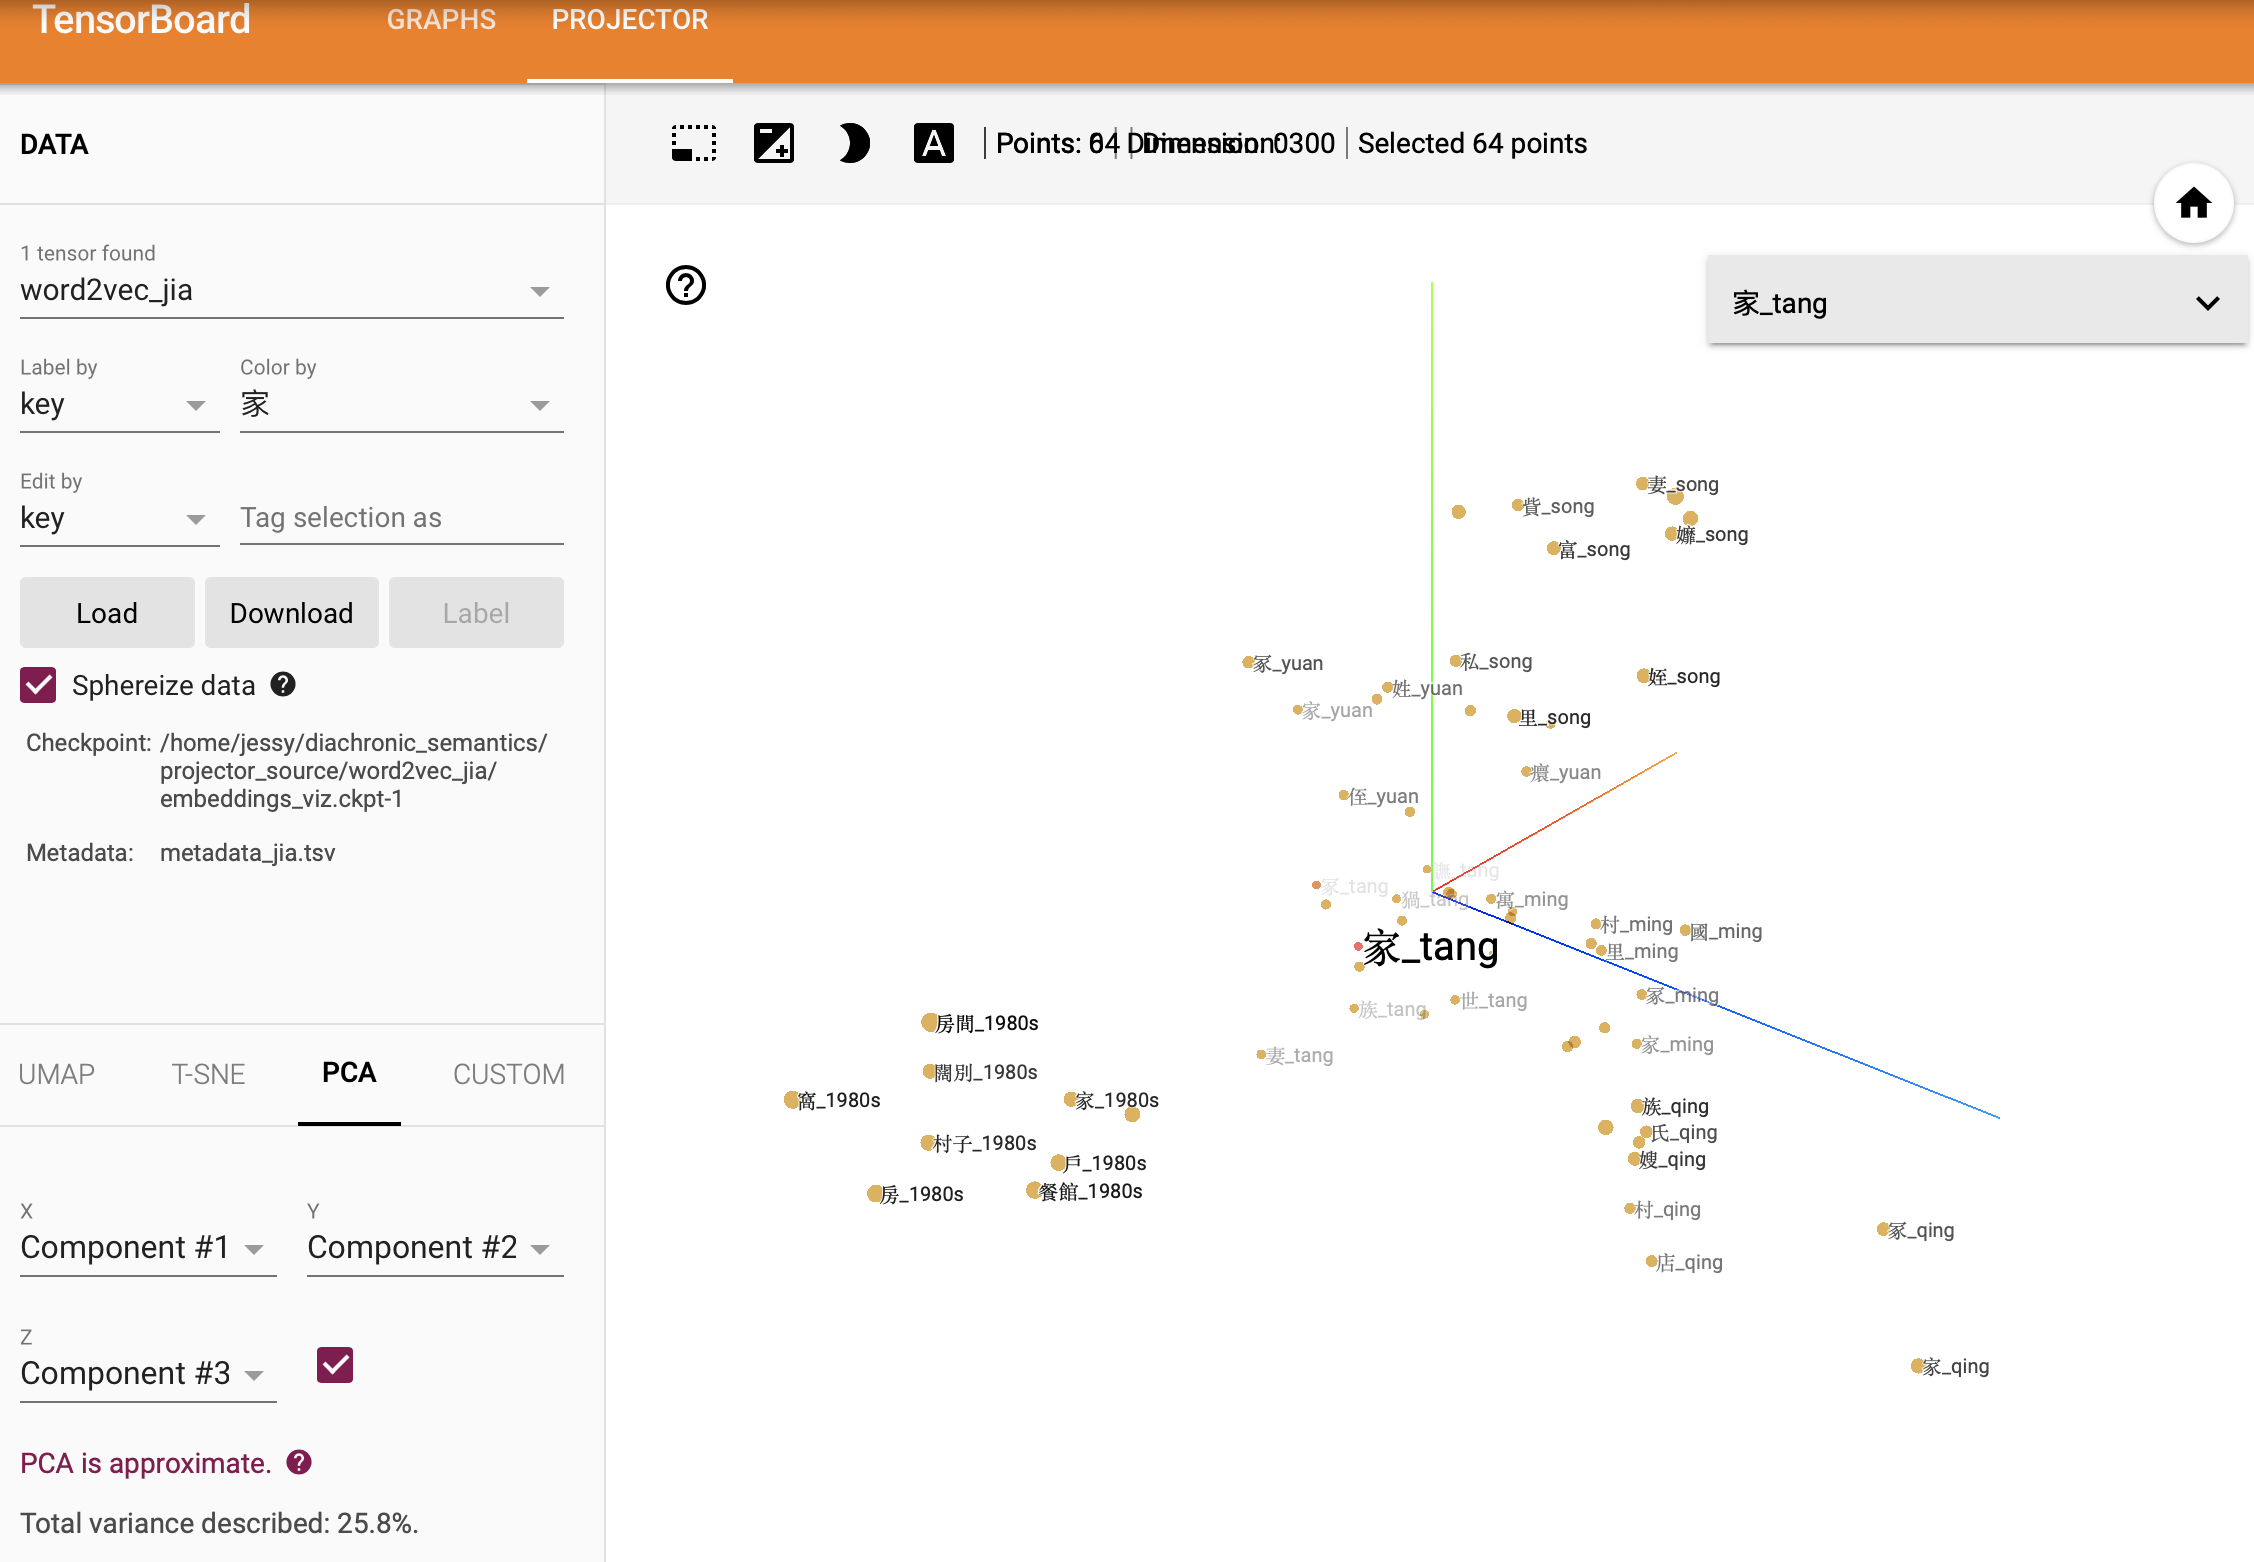 TensorBoard
GRAPHS
PROJECTOR
DATA
Selected 64 points
1 tensor found
word2vec_jia
Label by
key
Color by
家
Edit by
key
Tag selection as
Load
Download
Label
Sphereize data
Checkpoint: /home/jessy/diachronic_semantics/
projector_source/word2vec_jia/
embeddings_viz.ckpt-1
Metadata: metadata_jia.tsv
UMAP
T-SNE
PCA
CUSTOM
X
Component #1
Y
Component #2
Z
Component #3
PCA is approximate.
Total variance described: 25.8%.
家_tang
妻_song
貲_song
嬤_song
富_song
冢_yuan
私_song
姪_song
姓_yuan
家_yuan
里_song
癏_yuan
侄_yuan
冢_tang
猧_tang
寓_ming
村_ming
國_ming
里_ming
家_tang
冢_ming
族_tang
世_tang
房間_1980s
家_ming
妻_tang
闊別_1980s
窩_1980s
家_1980s
族_qing
氏_qing
村子_1980s
嫂_qing
戶_1980s
餐館_1980s
房_1980s
村_qing
冢_qing
店_qing
家_qing